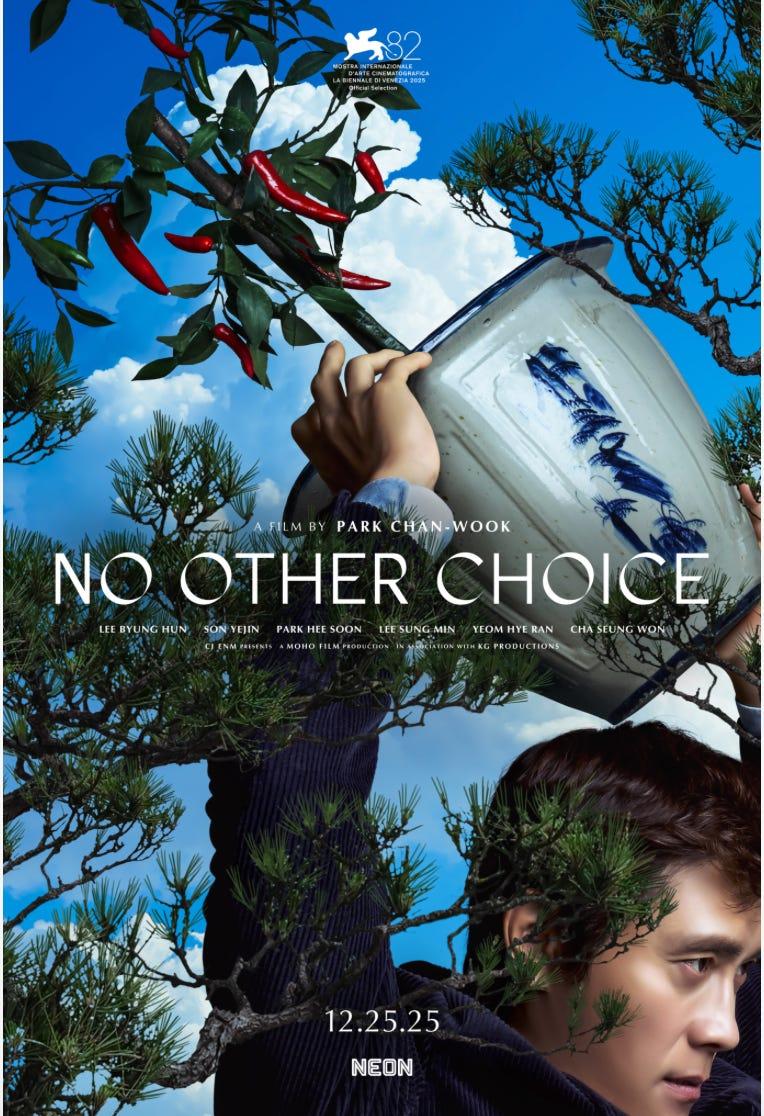 82
MOSTRA INTERNAZIONALE
D'ARTE CINEMATOGRAFICA
LA BIENNALE DI VENEZIA 2025
Official Selection
A FILM BY PARK CHAN-WOOK
NO OTHER CHOICE
LEE BYUNG HUN SON YEJIN PARK HEE SOON LEE SUNG MIN YEOM HYE RAN CHA SEUNG WON
CJ ENM PRESENTS A MOHO FILM PRODUCTION IN ASSOCIATION WITH KG PRODUCTIONS
12.25.25
NEON